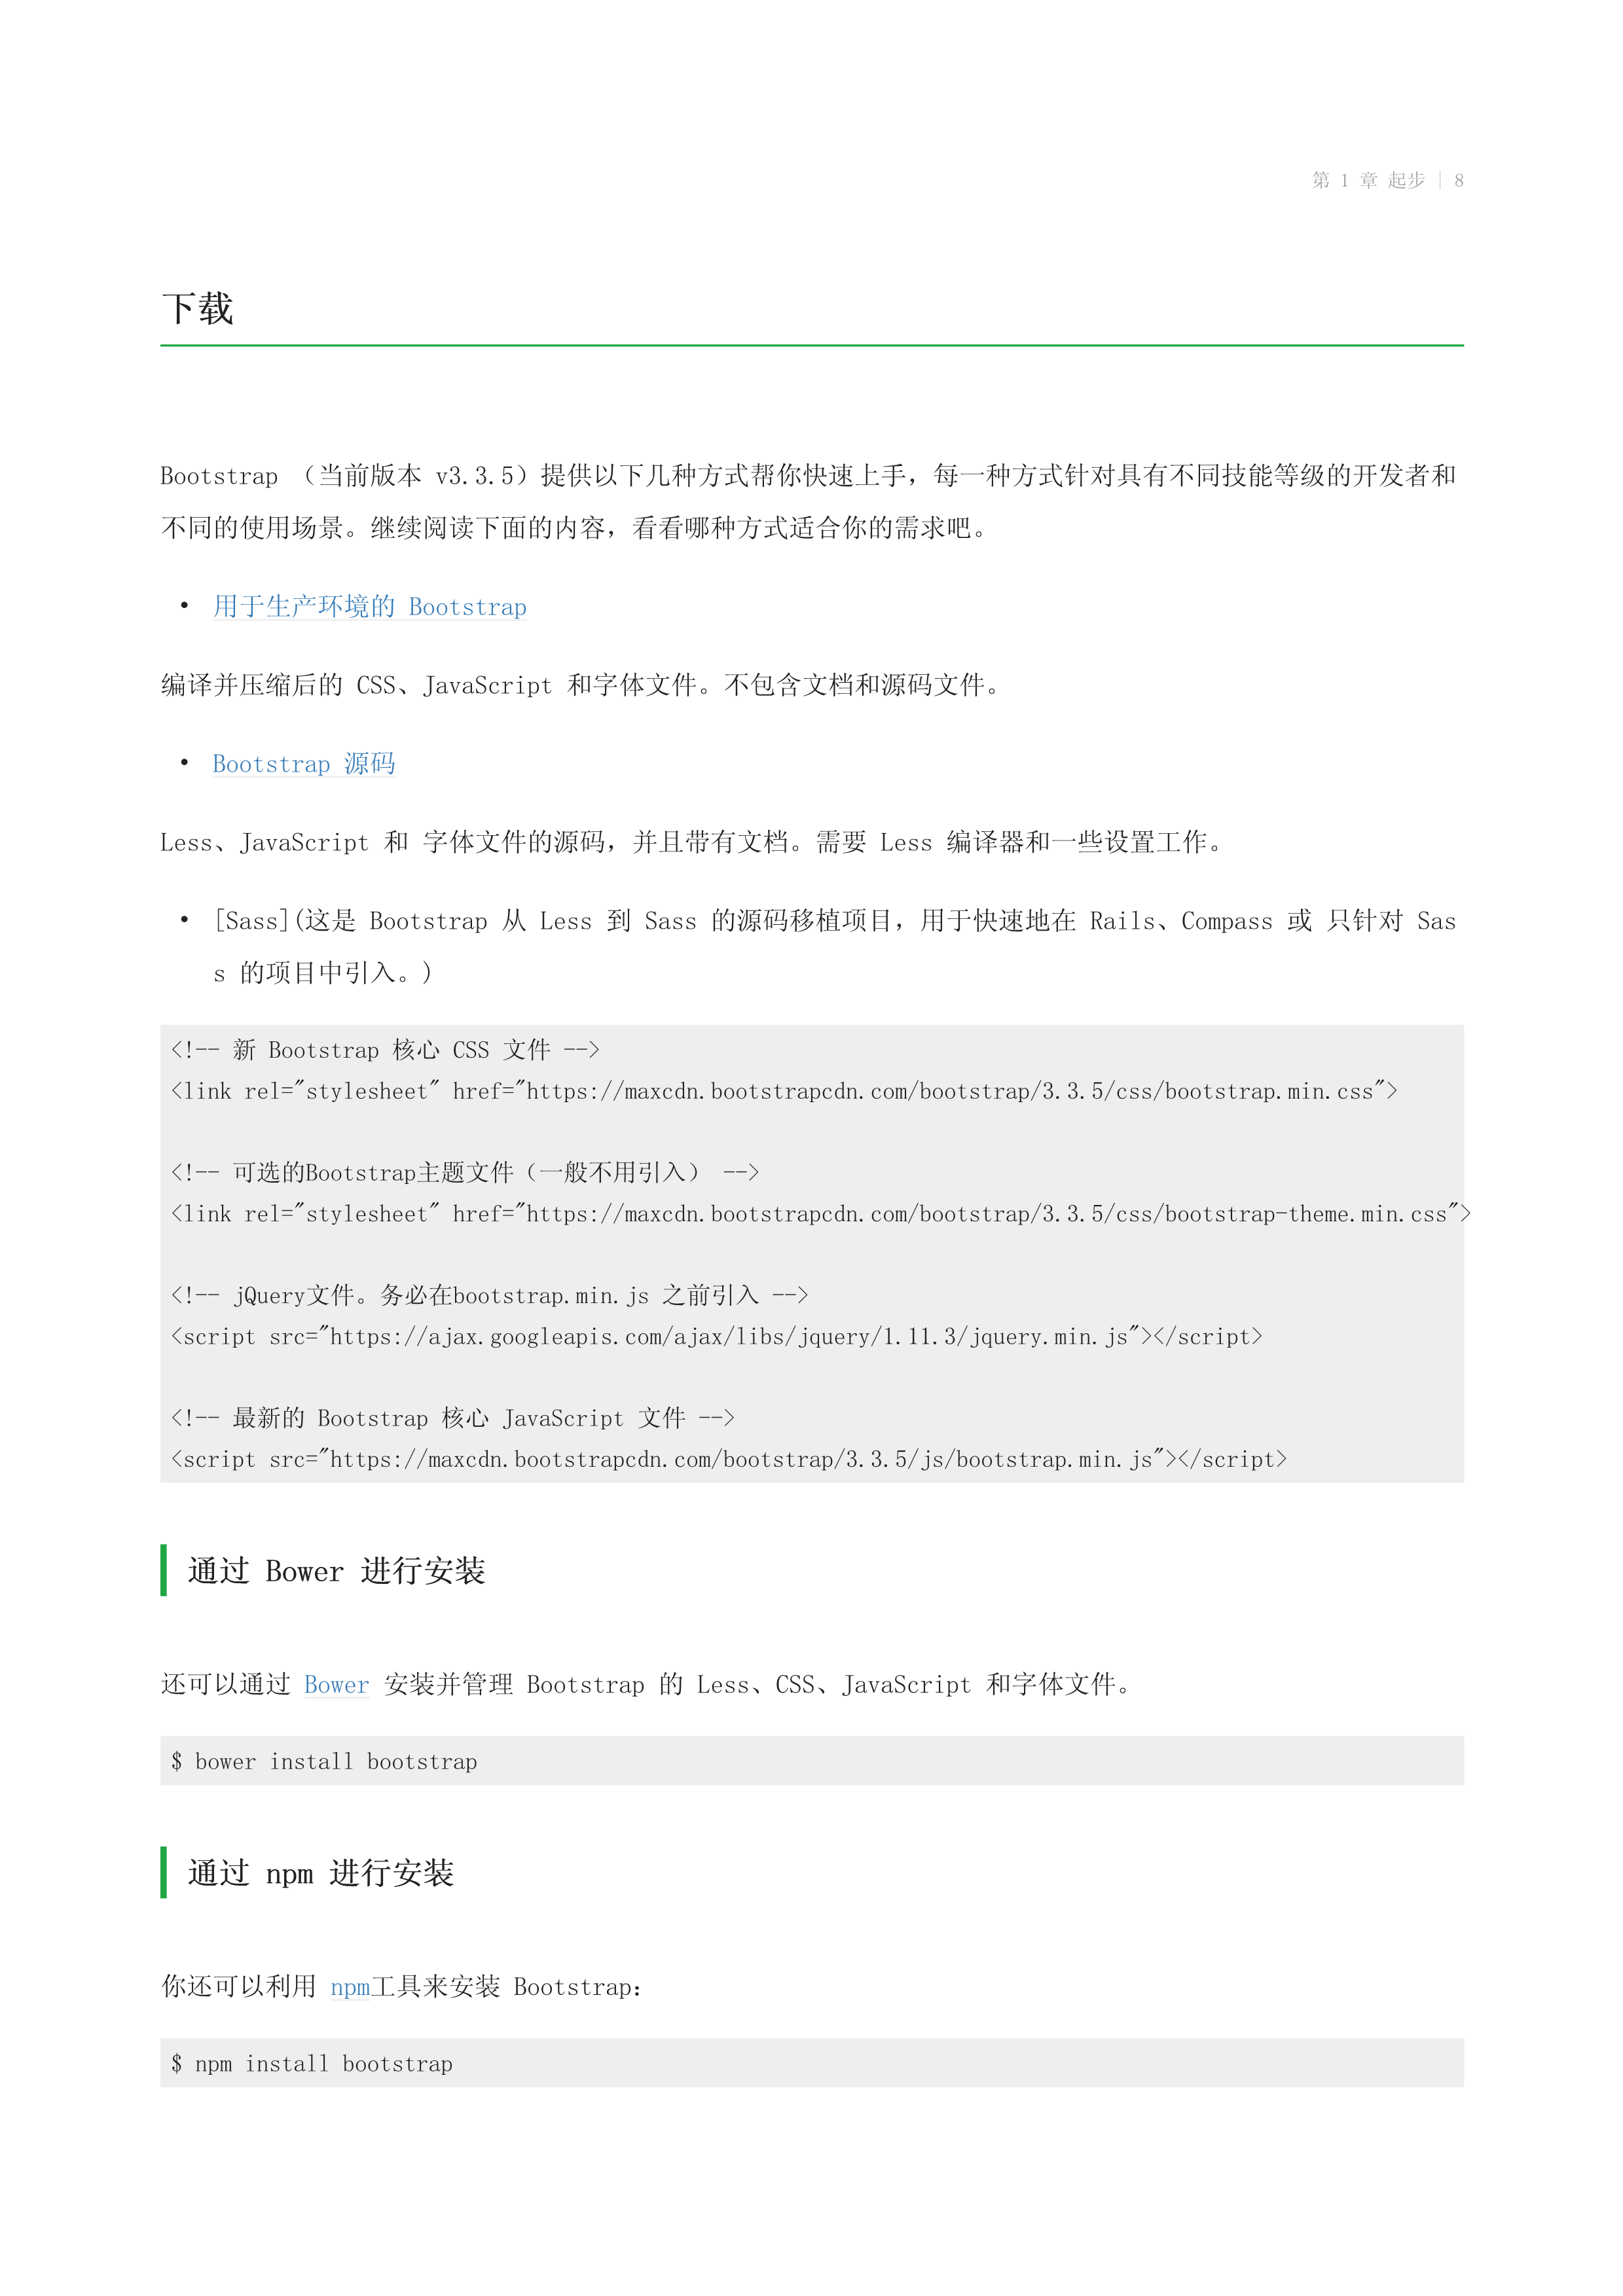 第 1 章 起步 | 8
下载
Bootstrap （当前版本 v3.3.5）提供以下几种方式帮你快速上手，每一种方式针对具有不同技能等级的开发者和
不同的使用场景。继续阅读下面的内容，看看哪种方式适合你的需求吧。
• 用于生产环境的 Bootstrap
编译并压缩后的 CSS、JavaScript 和字体文件。不包含文档和源码文件。
• Bootstrap 源码
Less、JavaScript 和 字体文件的源码，并且带有文档。需要 Less 编译器和一些设置工作。
• [Sass](这是 Bootstrap 从 Less 到 Sass 的源码移植项目，用于快速地在 Rails、Compass 或 只针对 Sas
s 的项目中引入。)
<!-- 新 Bootstrap 核心 CSS 文件 -->
<link rel="stylesheet" href="https://maxcdn.bootstrapcdn.com/bootstrap/3.3.5/css/bootstrap.min.css">
<!-- 可选的Bootstrap主题文件（一般不用引入） -->
<link rel="stylesheet" href="https://maxcdn.bootstrapcdn.com/bootstrap/3.3.5/css/bootstrap-theme.min.css">
<!-- jQuery文件。务必在bootstrap.min.js 之前引入 -->
<script src="https://ajax.googleapis.com/ajax/libs/jquery/1.11.3/jquery.min.js"></script>
<!-- 最新的 Bootstrap 核心 JavaScript 文件 -->
<script src="https://maxcdn.bootstrapcdn.com/bootstrap/3.3.5/js/bootstrap.min.js"></script>
通过 Bower 进行安装
还可以通过 Bower 安装并管理 Bootstrap 的 Less、CSS、JavaScript 和字体文件。
$ bower install bootstrap
通过 npm 进行安装
你还可以利用 npm工具来安装 Bootstrap：
$ npm install bootstrap